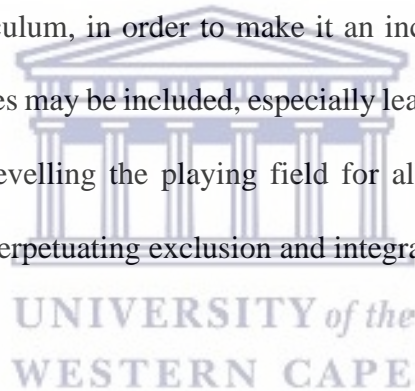 culum, in order to make it an inc
es may be included, especially lea
evelling the playing field for al
erpetuating exclusion and integra
UNIVERSITY of the
WESTERN CAPE